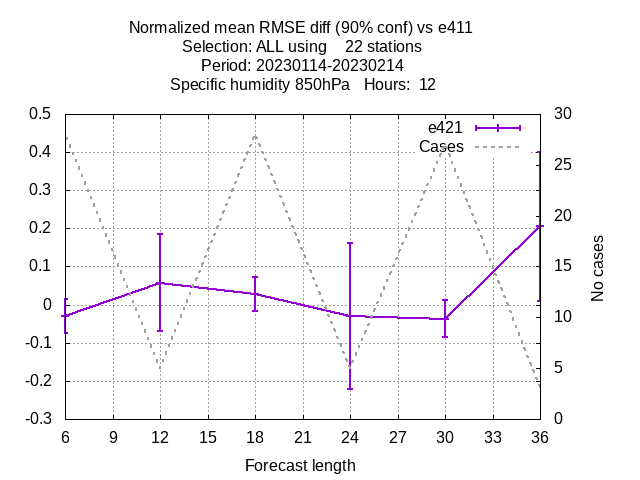 Normalized mean RMSE diff (90% conf) vs e411
Selection: ALL using    22 stations
Period: 20230114-20230214
Specific humidity 850hPa   Hours:  12
0.5
0.4
0.3
0.2
0.1
0
-0.1
-0.2
-0.3
30
25
20
15
10
5
0
e421
Cases
No cases
6 9 12 15 18 21 24 27 30 33 36
Forecast length